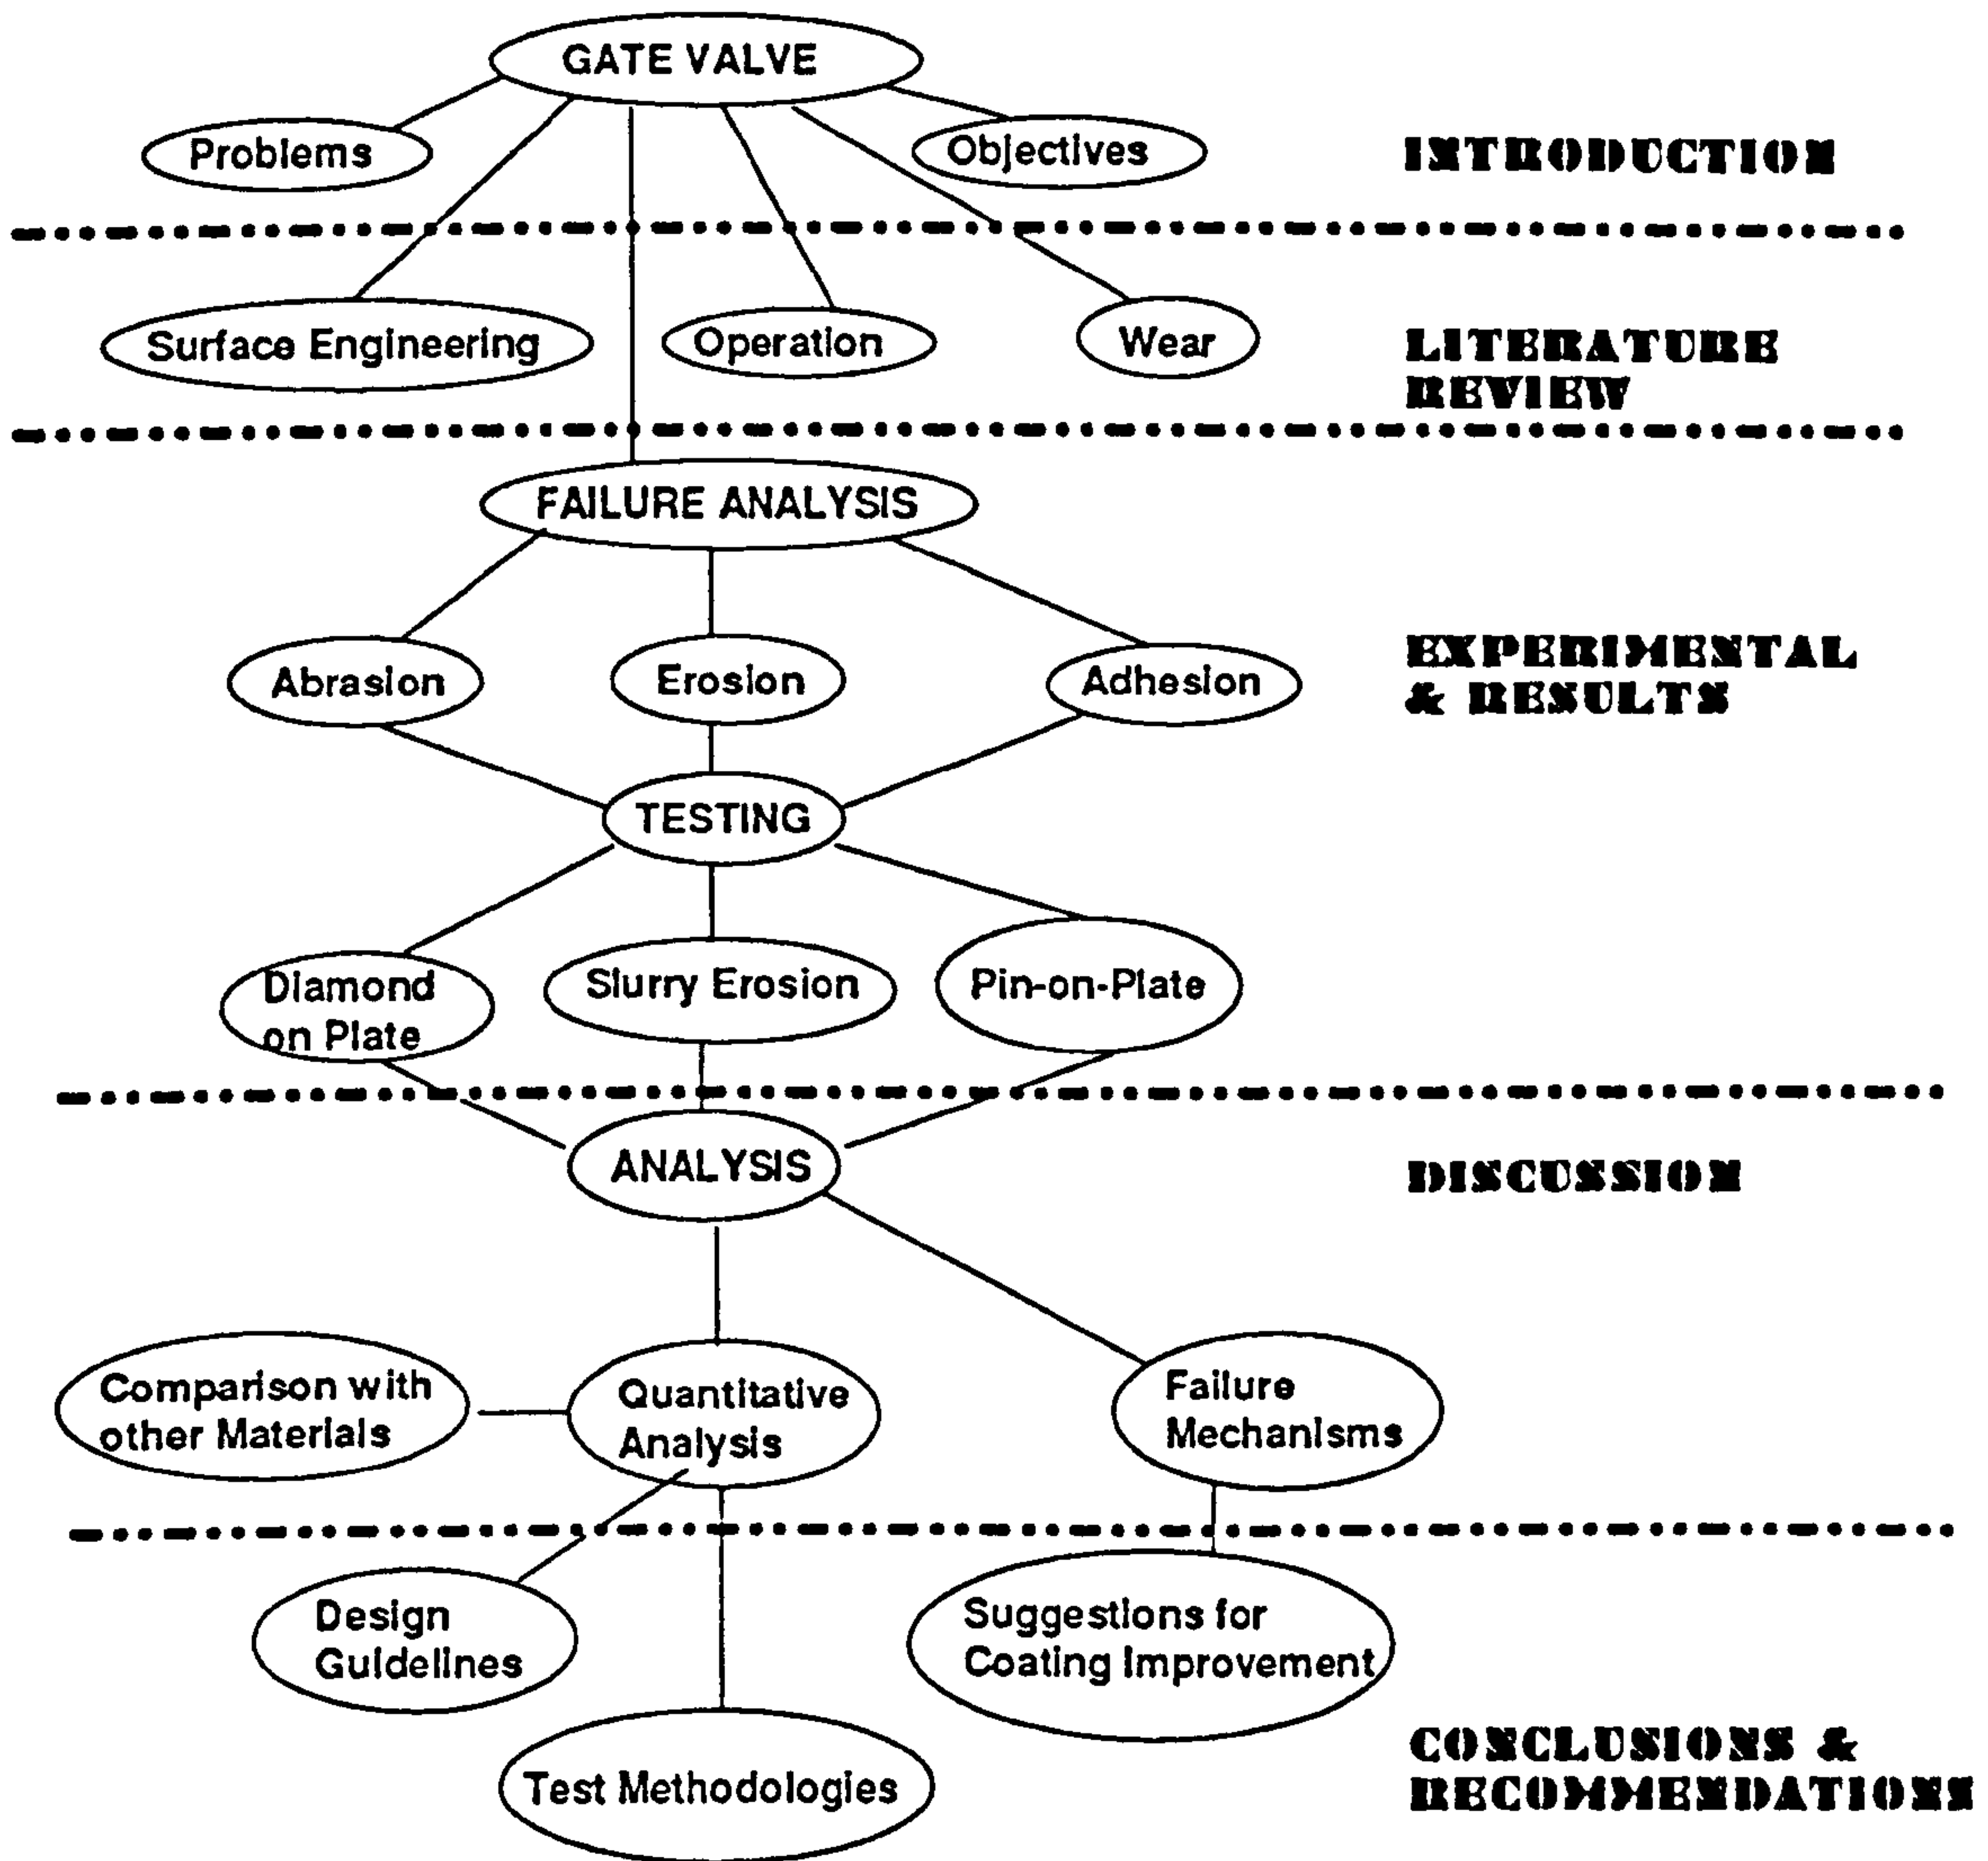 GATE VALVE
Problems
Objectives
INTRODUCTION
Surface Engineering
Operation
Wear
LITERATURE
REVIEW
FAILURE ANALYSIS
Abrasion
Erosion
Adhesion
EXPERIMENTAL
& RESULTS
TESTING
Diamond
on Plate
Slurry Erosion
Pin-on-Plate
ANALYSIS
DISCUSSION
Comparison with
other Materials
Quantitative
Analysis
Failure
Mechanisms
Design
Guidelines
Suggestions for
Coating Improvement
Test Methodologies
CONCLUSIONS &
RECOMMENDATIONS